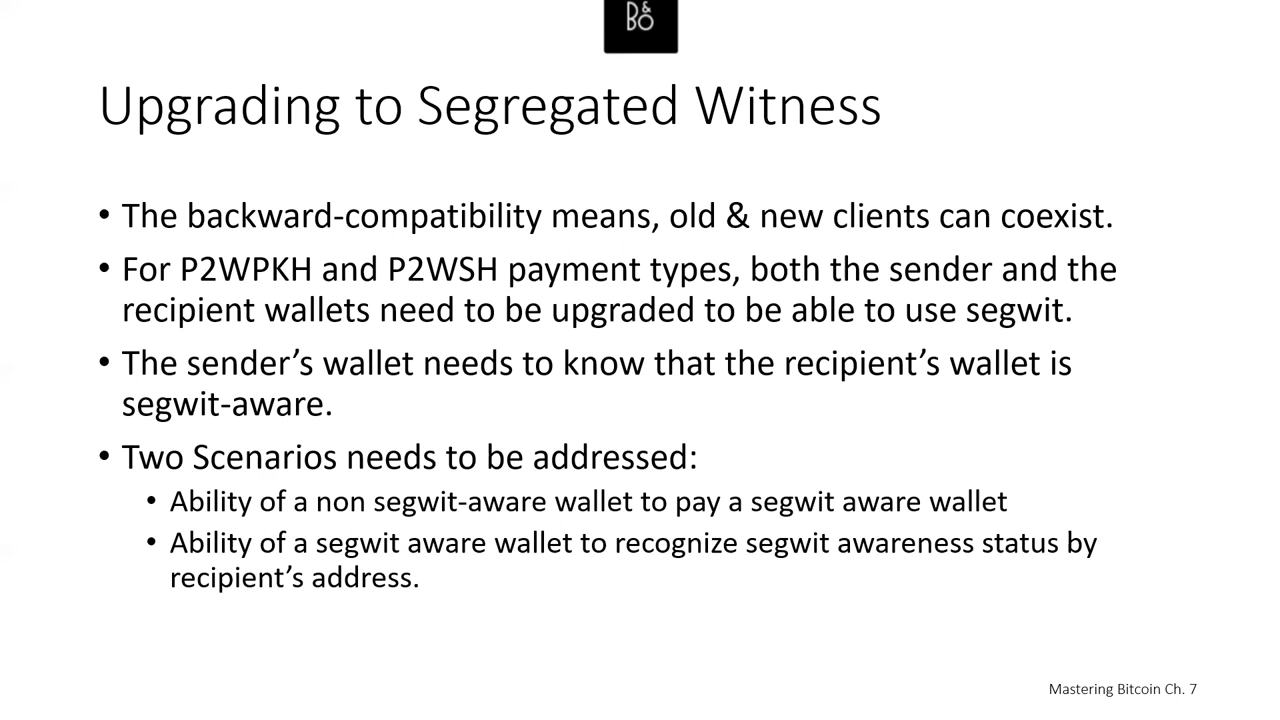 B&O
Upgrading to Segregated Witness
• The backward-compatibility means, old & new clients can coexist.
• For P2WPKH and P2WSH payment types, both the sender and the
recipient wallets need to be upgraded to be able to use segwit.
• The sender’s wallet needs to know that the recipient’s wallet is
segwit-aware.
• Two Scenarios needs to be addressed:
• Ability of a non segwit-aware wallet to pay a segwit aware wallet
• Ability of a segwit aware wallet to recognize segwit awareness status by
recipient’s address.
Mastering Bitcoin Ch. 7